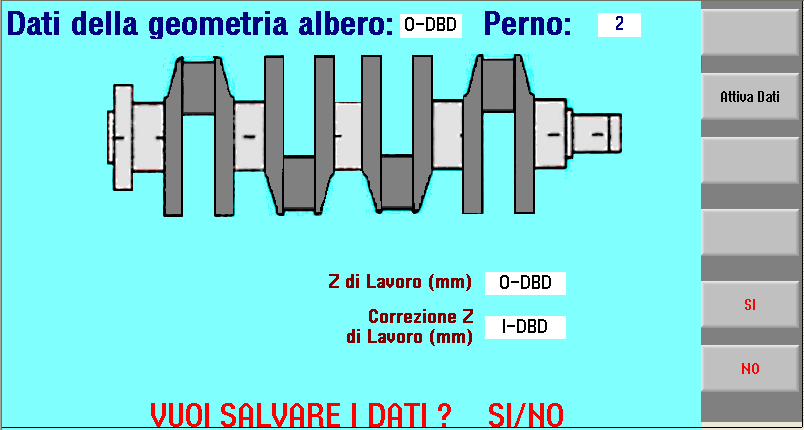 Dati della geometria albero: O-DBD Perno: 2
Attiva Dati
Z di Lavoro (mm) O-DBD
Correzione Z
di Lavoro (mm) I-DBD
SI
NO
VUOI SALVARE I DATI ? SI/NO